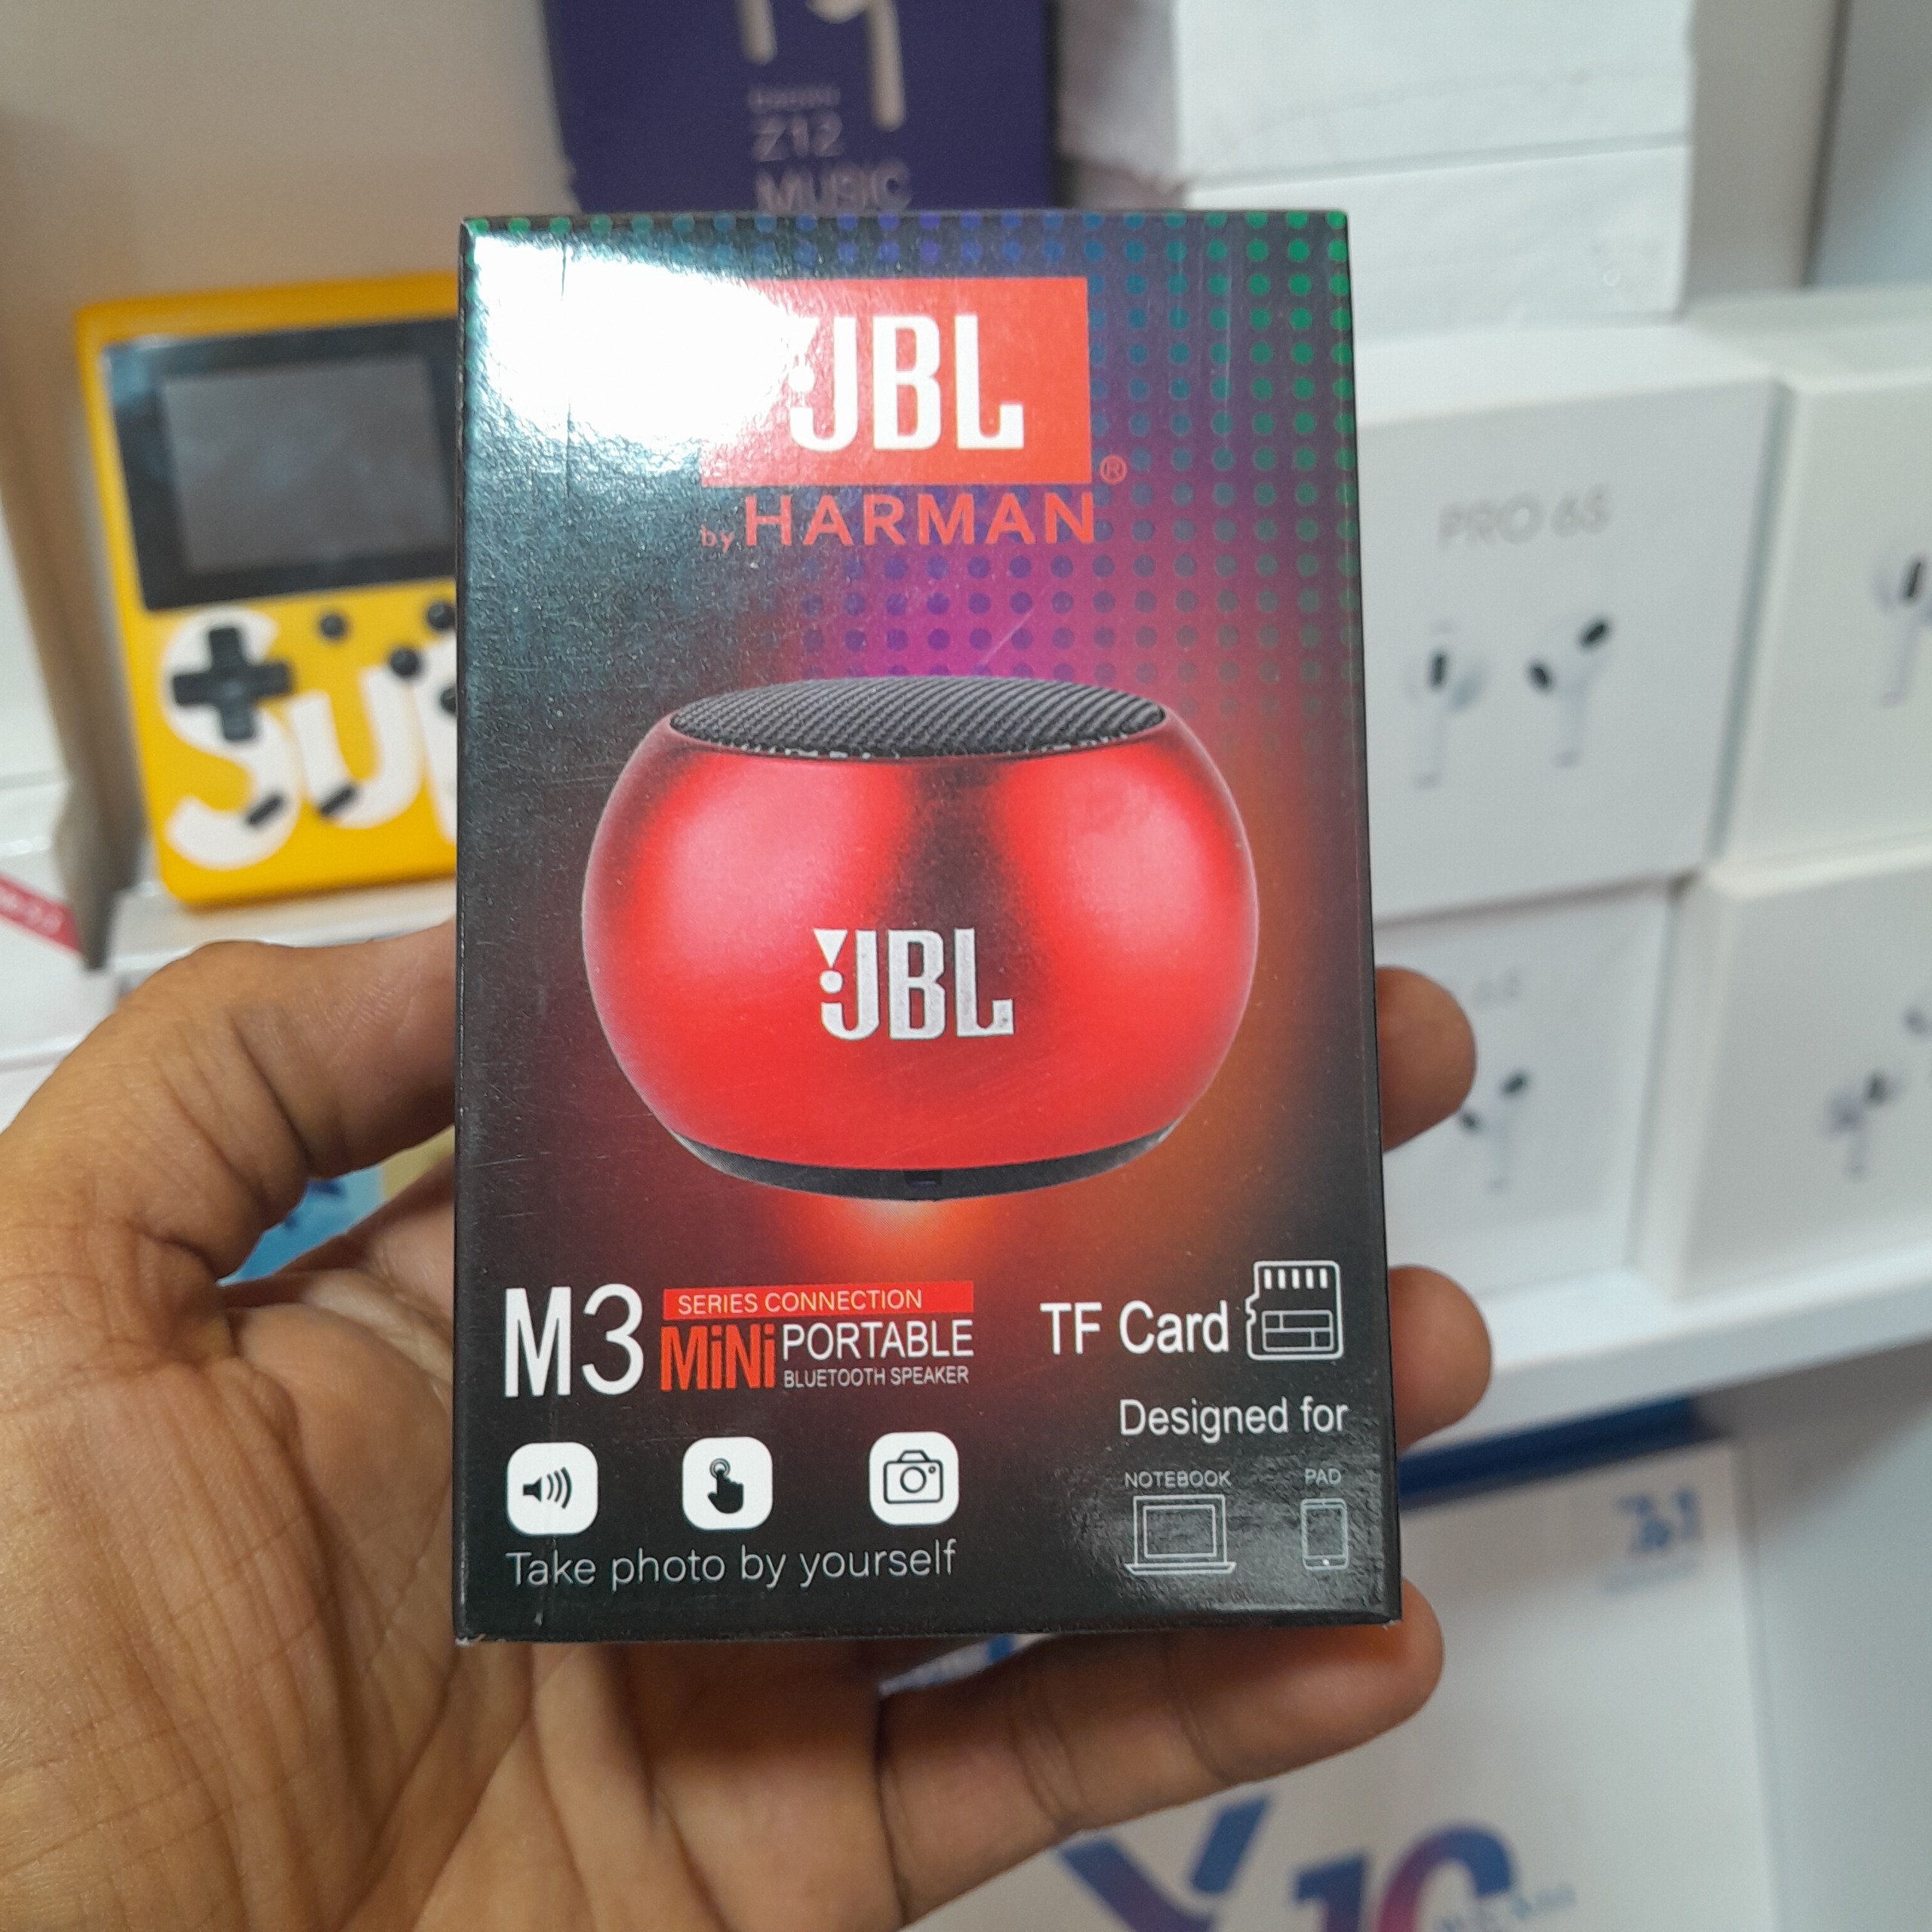 Z12
MUSIC
JBL
®
by HARMAN
PRO 6S
SUP
JBL
M3
SERIES CONNECTION
MiNi PORTABLE
BLUETOOTH SPEAKER
TF Card
Designed for
NOTEBOOK
PAD
Take photo by yourself